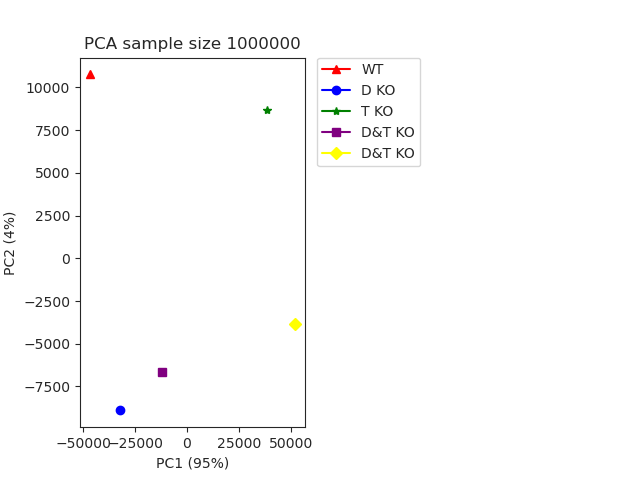 PCA sample size 1000000
WT
D KO
T KO
D&T KO
D&T KO
10000
7500
5000
2500
0
−2500
−5000
−7500
PC2 (4%)
−50000 −25000 0 25000 50000
PC1 (95%)